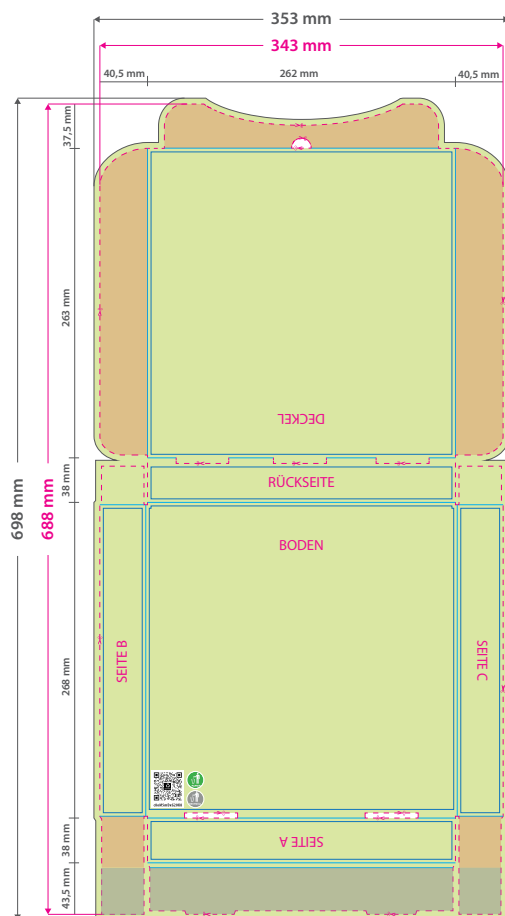 353 mm
343 mm
40,5 mm
262 mm
40,5 mm
37,5 mm
263 mm
DECKEL
38 mm
RÜCKSEITE
698 mm
688 mm
BODEN
SEITE B
SEITE C
268 mm
38 mm
SEITE A
43,5 mm